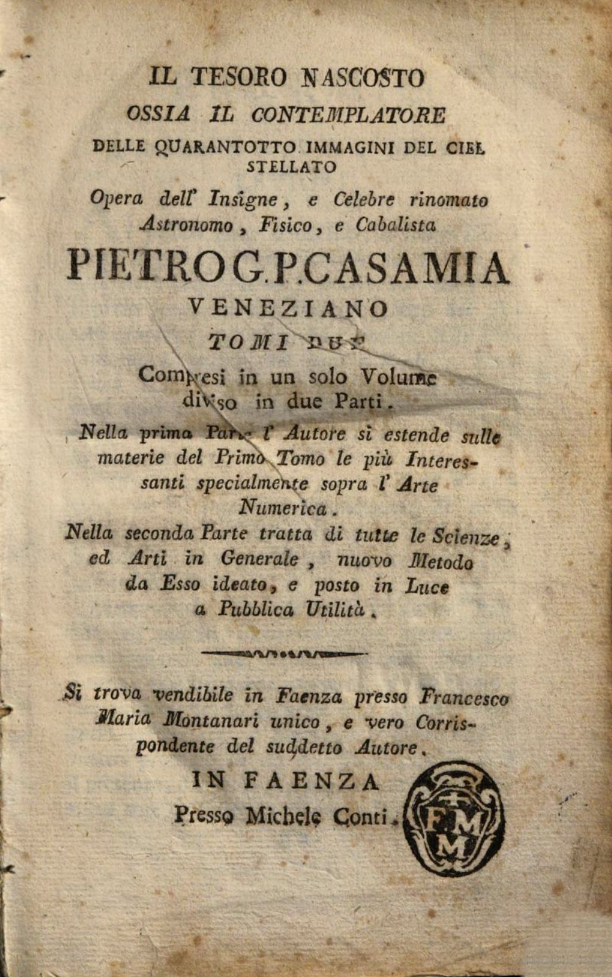 IL TESORO NASCOSTO
OSSIA IL CONTEMPLATORE
DELLE QUARANTOTTO IMMAGINI DEL CIEL
STELLATO
Opera dell' Insigne, e Celebre rinomato
Astronomo, Fisico, e Cabalista
PIETRO G. P. CASAMIA
VENEZIANO
TOMI DUE
Compresi in un solo Volume
diviso in due Parti.
Nella prima Parte l' Autore si estende sulle
materie del Primo Tomo le più Interes-
santi specialmente sopra l' Arte
Numerica.
Nella seconda Parte tratta di tutte le Scienze,
ed Arti in Generale, nuovo Metodo
da Esso ideato, e posto in Luce
a Pubblica Utilità.
Si trova vendibile in Faenza presso Francesco
Maria Montanari unico, e vero Corris-
pondente del suddetto Autore.
IN FAENZA
Presso Michele Conti.
FM
M